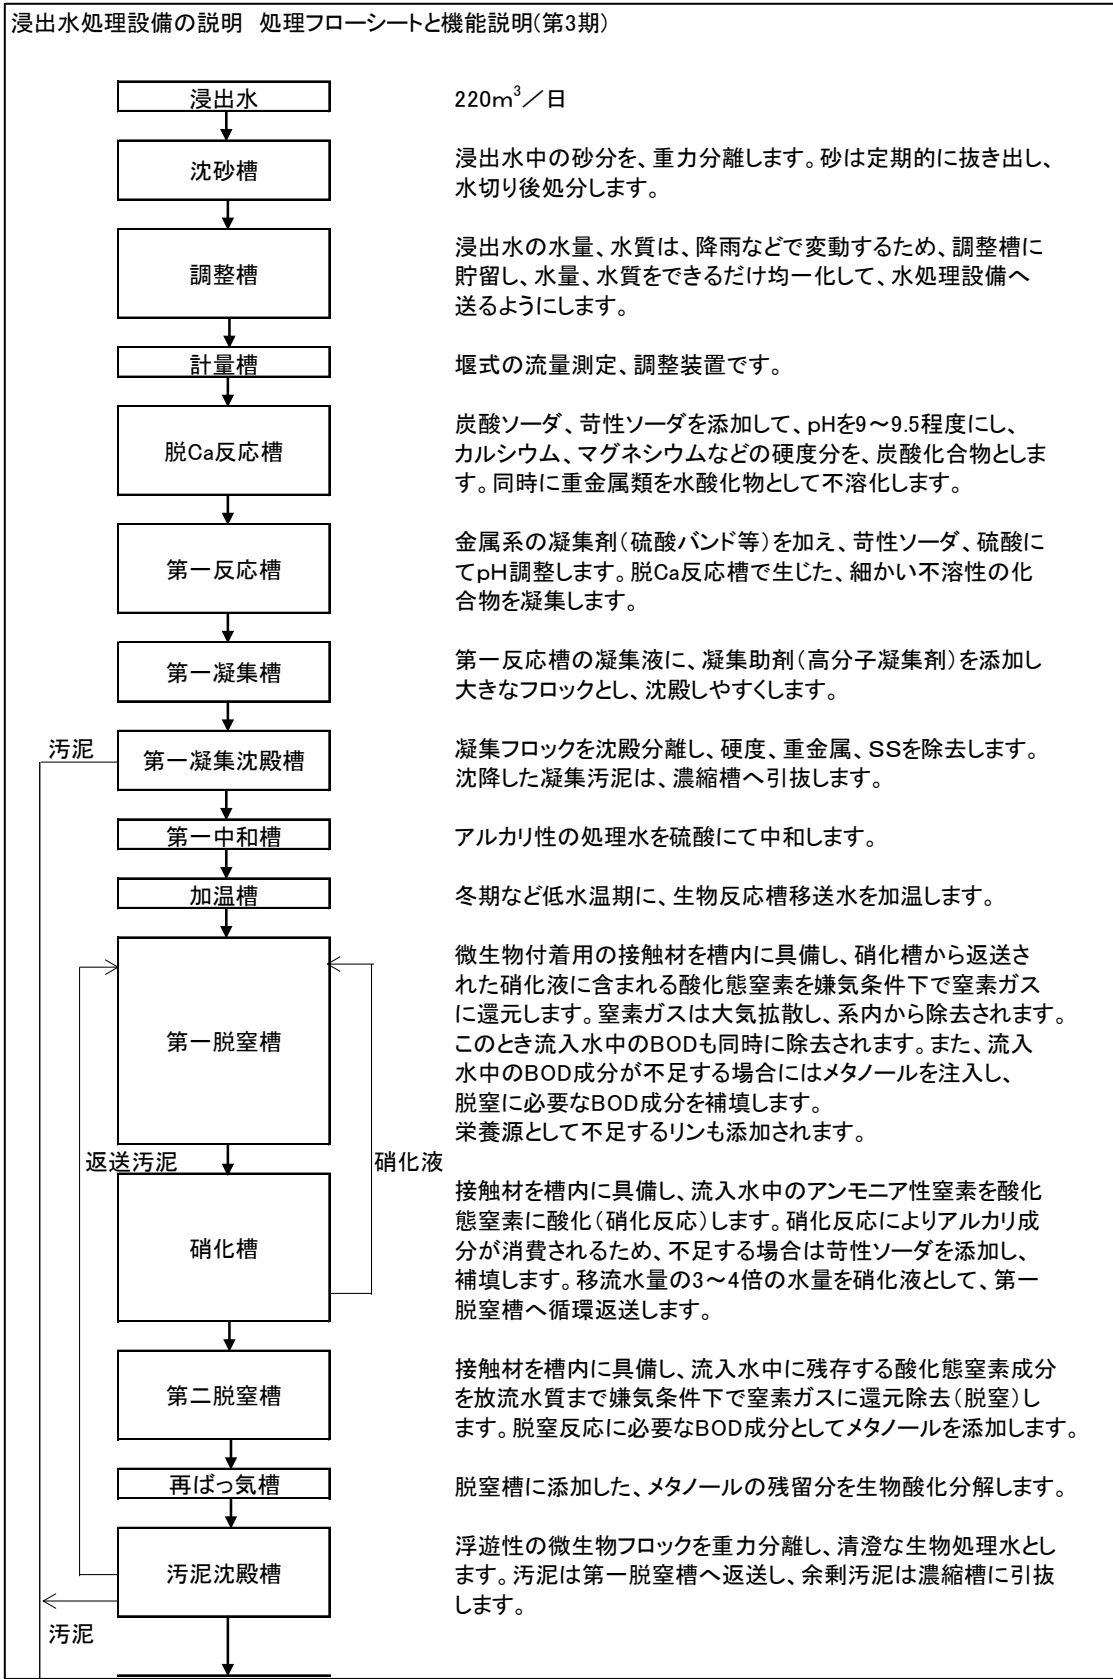 浸出水処理設備の説明　処理フローシートと機能説明(第3期)
浸出水
220m³／日
沈砂槽
浸出水中の砂分を、重力分離します。砂は定期的に抜き出し、
水切り後処分します。
調整槽
浸出水の水量、水質は、降雨などで変動するため、調整槽に
貯留し、水量、水質をできるだけ均一化して、水処理設備へ
送るようにします。
計量槽
堰式の流量測定、調整装置です。
脱Ca反応槽
炭酸ソーダ、苛性ソーダを添加して、pHを9～9.5程度にし、
カルシウム、マグネシウムなどの硬度分を、炭酸化合物としま
す。同時に重金属類を水酸化物として不溶化します。
第一反応槽
金属系の凝集剤（硫酸バンド等）を加え、苛性ソーダ、硫酸に
てpH調整します。脱Ca反応槽で生じた、細かい不溶性の化
合物を凝集します。
第一凝集槽
第一反応槽の凝集液に、凝集助剤（高分子凝集剤）を添加し
大きなフロックとし、沈殿しやすくします。
汚泥
第一凝集沈殿槽
凝集フロックを沈殿分離し、硬度、重金属、SSを除去します。
沈降した凝集汚泥は、濃縮槽へ引抜します。
第一中和槽
アルカリ性の処理水を硫酸にて中和します。
加温槽
冬期など低水温期に、生物反応槽移送水を加温します。
第一脱窒槽
微生物付着用の接触材を槽内に具備し、硝化槽から返送さ
れた硝化液に含まれる酸化態窒素を嫌気条件下で窒素ガス
に還元します。窒素ガスは大気拡散し、系内から除去されます。
このとき流入水中のBODも同時に除去されます。また、流入
水中のBOD成分が不足する場合にはメタノールを注入し、
脱窒に必要なBOD成分を補填します。
栄養源として不足するリンも添加されます。
返送汚泥
硝化液
硝化槽
接触材を槽内に具備し、流入水中のアンモニア性窒素を酸化
態窒素に酸化（硝化反応）します。硝化反応によりアルカリ成
分が消費されるため、不足する場合は苛性ソーダを添加し、
補填します。移流水量の3～4倍の水量を硝化液として、第一
脱窒槽へ循環返送します。
第二脱窒槽
接触材を槽内に具備し、流入水中に残存する酸化態窒素成分
を放流水質まで嫌気条件下で窒素ガスに還元除去（脱窒）し
ます。脱窒反応に必要なBOD成分としてメタノールを添加します。
再ばっ気槽
脱窒槽に添加した、メタノールの残留分を生物酸化分解します。
汚泥沈殿槽
浮遊性の微生物フロックを重力分離し、清澄な生物処理水とし
ます。汚泥は第一脱窒槽へ返送し、余剰汚泥は濃縮槽に引抜
します。
汚泥